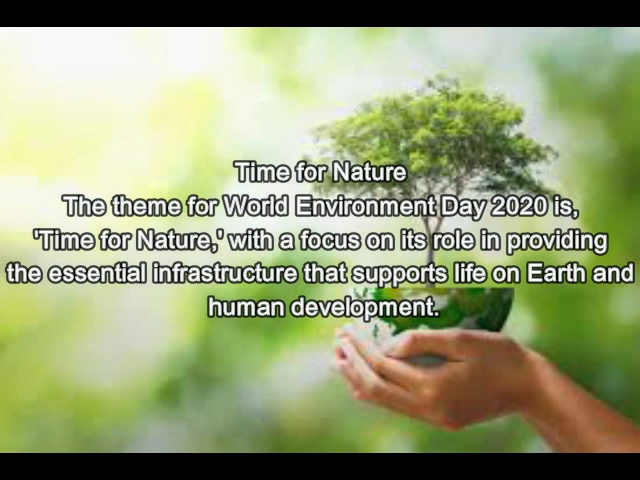 Time for Nature
The theme for World Environment Day 2020 is,
'Time for Nature,' with a focus on its role in providing
the essential infrastructure that supports life on Earth and
human development.